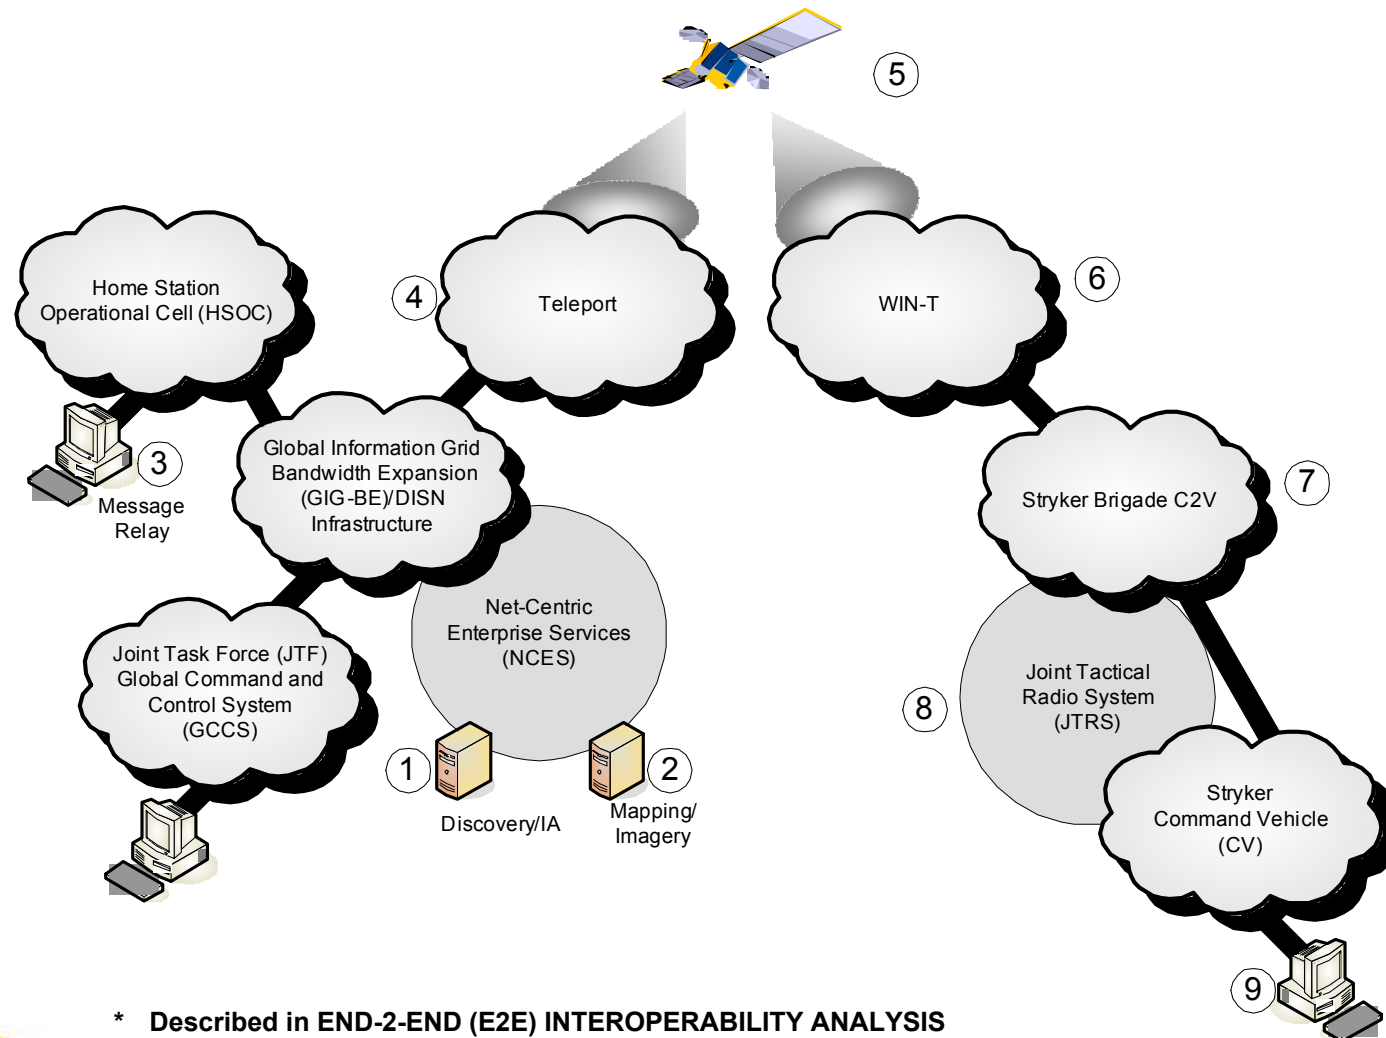 5
Home Station
Operational Cell (HSOC)
4
Teleport
WIN-T
6
3
Message
Relay
Global Information Grid
Bandwidth Expansion
(GIG-BE)/DISN
Infrastructure
Stryker Brigade C2V
7
Net-Centric
Enterprise Services
(NCES)
Joint Task Force (JTF)
Global Command and
Control System
(GCCS)
Joint Tactical
Radio System
(JTRS)
8
1
Discovery/IA
2
Mapping/
Imagery
Stryker
Command Vehicle
(CV)
9
* Described in END-2-END (E2E) INTEROPERABILITY ANALYSIS